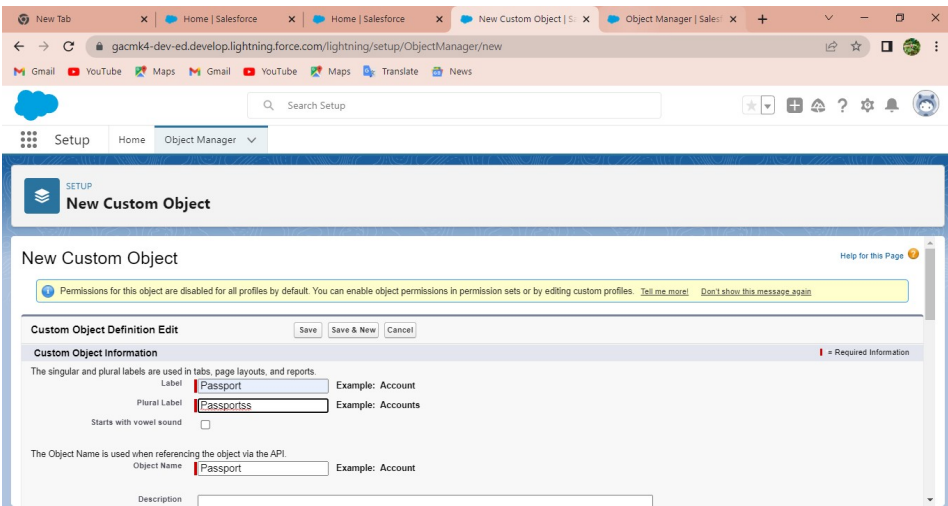 New Tab
Home | Salesforce
Home | Salesforce
New Custom Object | Sa
Object Manager | Salesf
gacmk4-dev-ed.develop.lightning.force.com/lightning/setup/ObjectManager/new
Gmail YouTube Maps Gmail YouTube Maps Translate News
Search Setup
Setup Home Object Manager
SETUP
New Custom Object
New Custom Object
Help for this Page
Permissions for this object are disabled for all profiles by default. You can enable object permissions in permission sets or by editing custom profiles. Tell me more! Don't show this message again
Custom Object Definition Edit Save Save & New Cancel
Custom Object Information = Required Information
The singular and plural labels are used in tabs, page layouts, and reports.
Label Passport Example: Account
Plural Label Passportss Example: Accounts
Starts with vowel sound
The Object Name is used when referencing the object via the API.
Object Name Passport Example: Account
Description